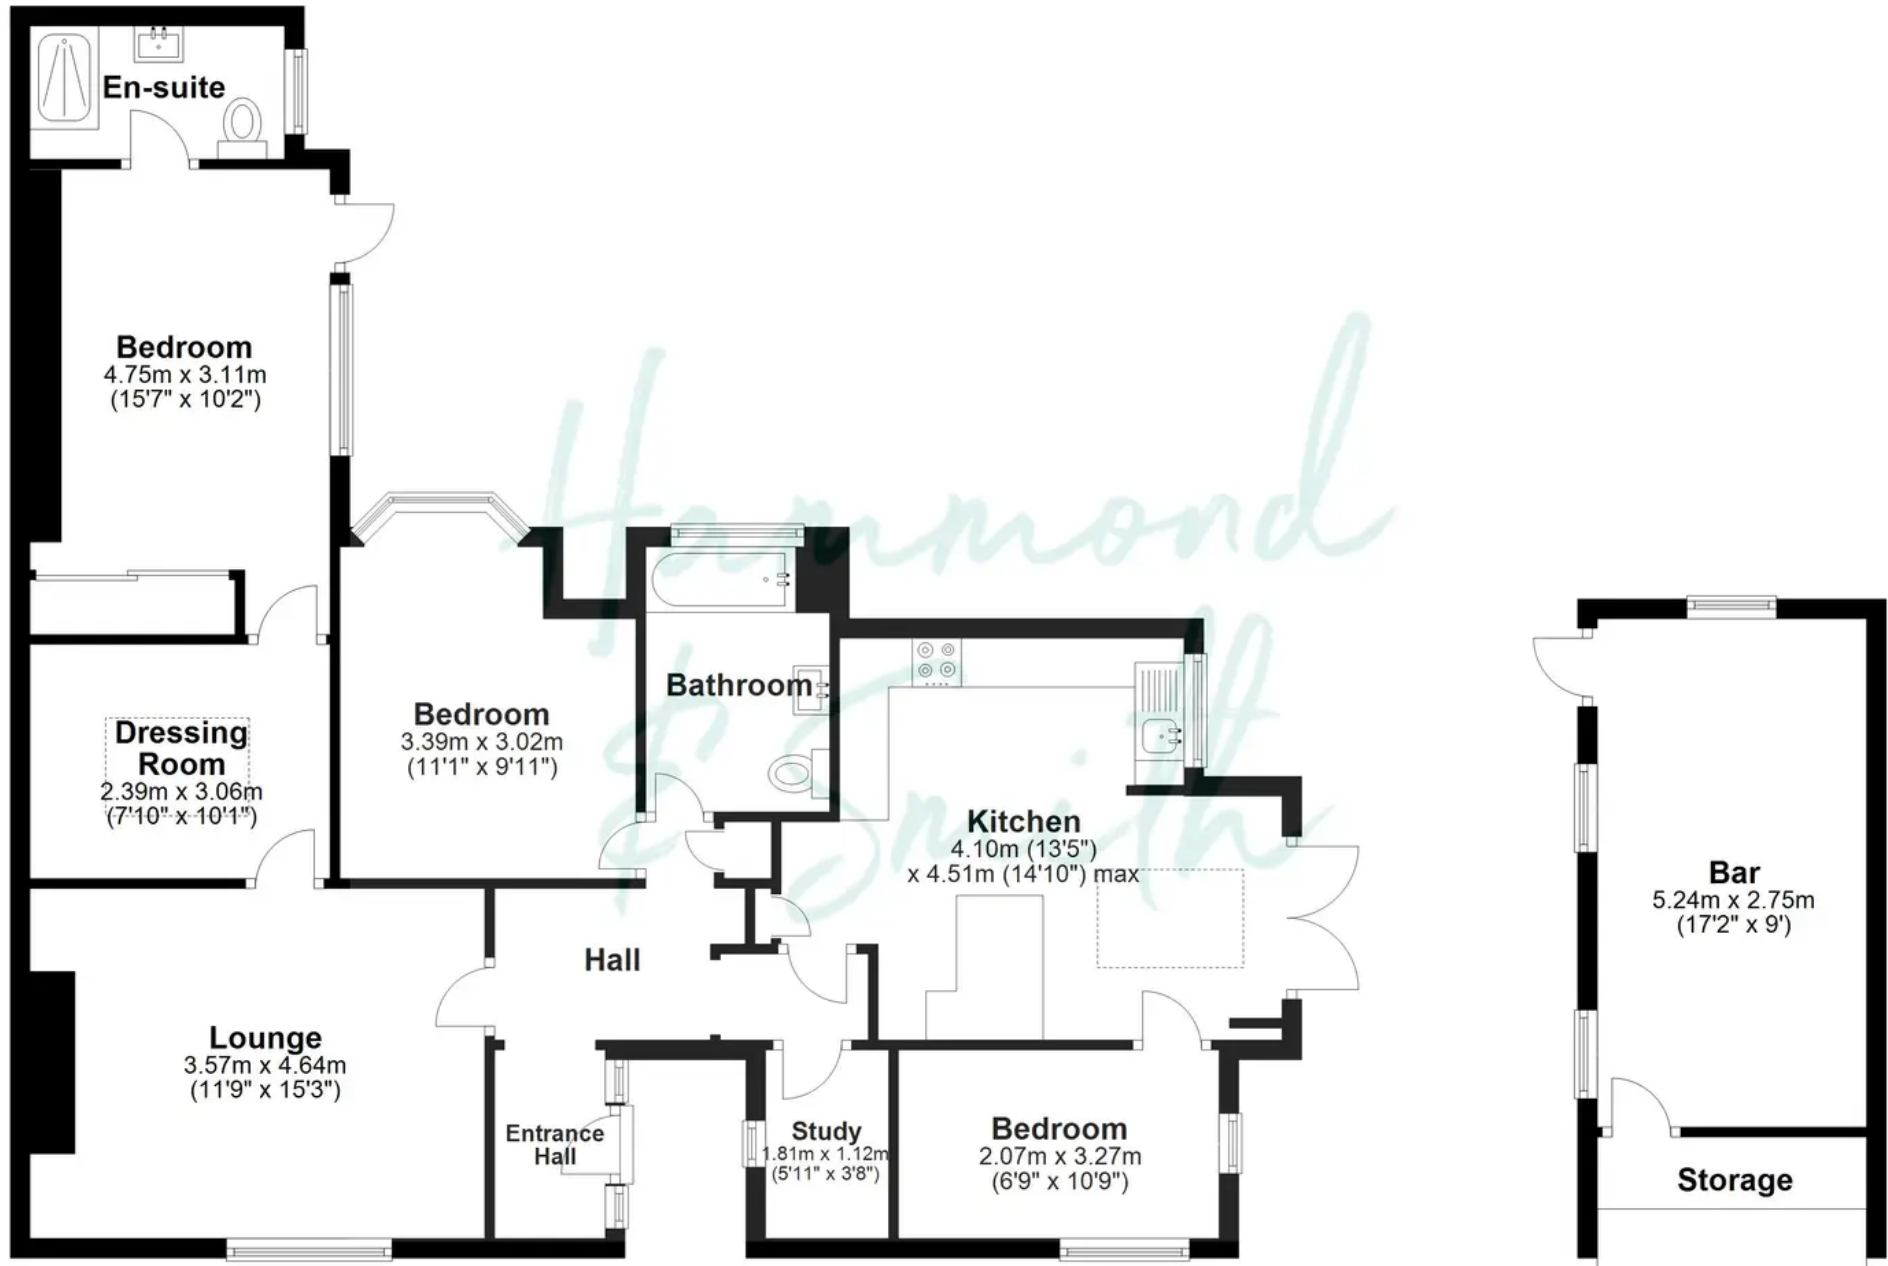 En-suite
Bedroom
4.75m x 3.11m
(15'7" x 10'2")
Hammond
& Smith
Dressing
Room
2.39m x 3.06m
(7'10" x 10'1")
Bedroom
3.39m x 3.02m
(11'1" x 9'11")
Bathroom
Kitchen
4.10m (13'5")
x 4.51m (14'10") max
Hall
Lounge
3.57m x 4.64m
(11'9" x 15'3")
Entrance
Hall
Study
1.81m x 1.12m
(5'11" x 3'8")
Bedroom
2.07m x 3.27m
(6'9" x 10'9")
Bar
5.24m x 2.75m
(17'2" x 9')
Storage